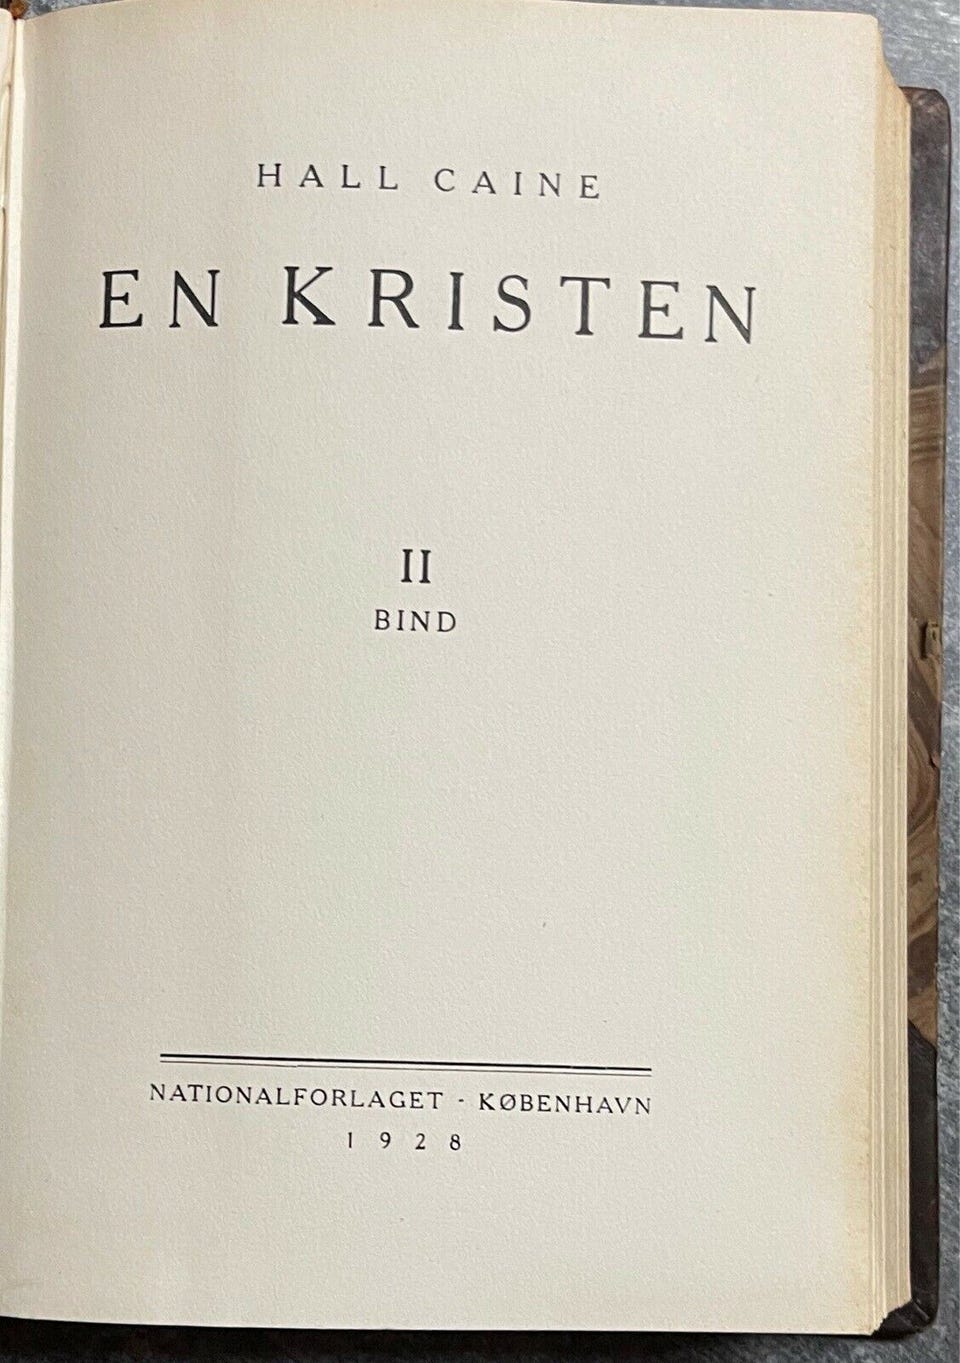 HALL CAINE
EN KRISTEN
II
BIND
NATIONALFORLAGET - KØBENHAVN
1928